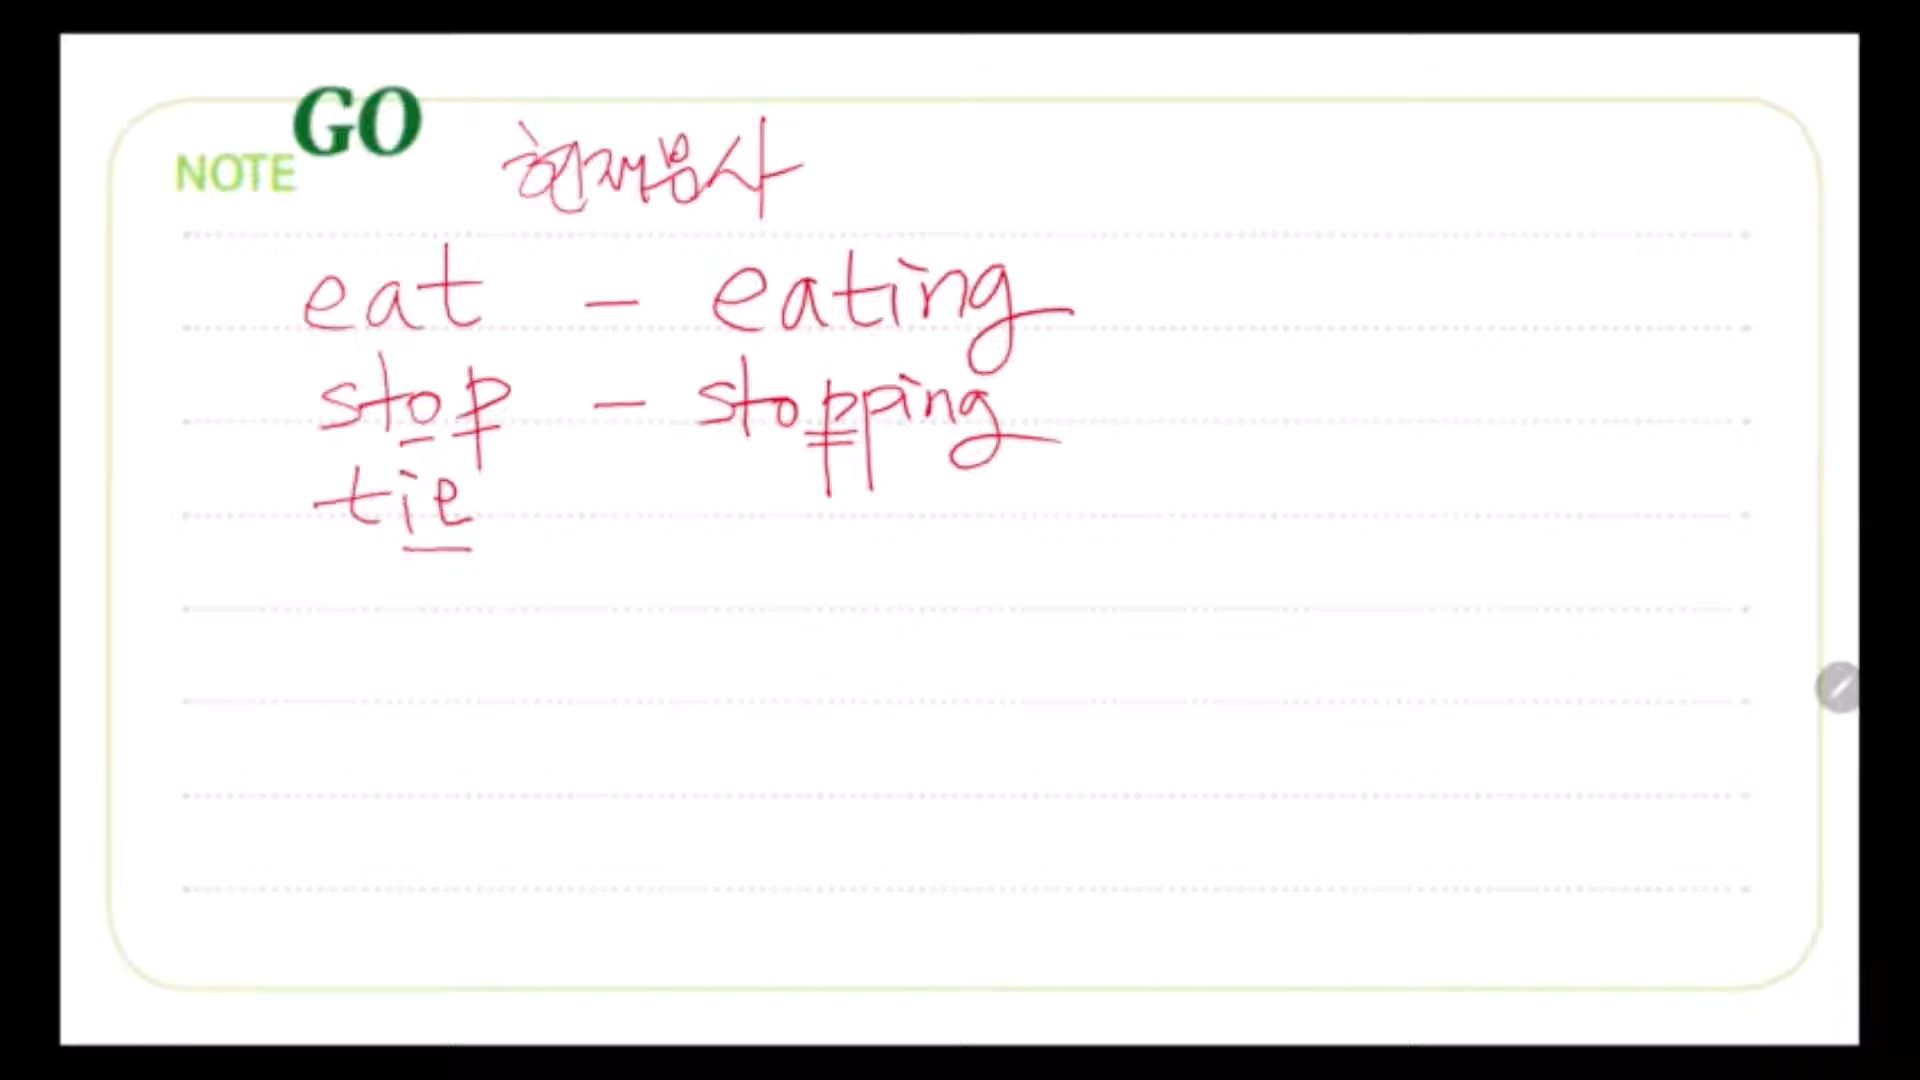 NOTE GO 현재분사
eat - eating
stop - stopping
tie